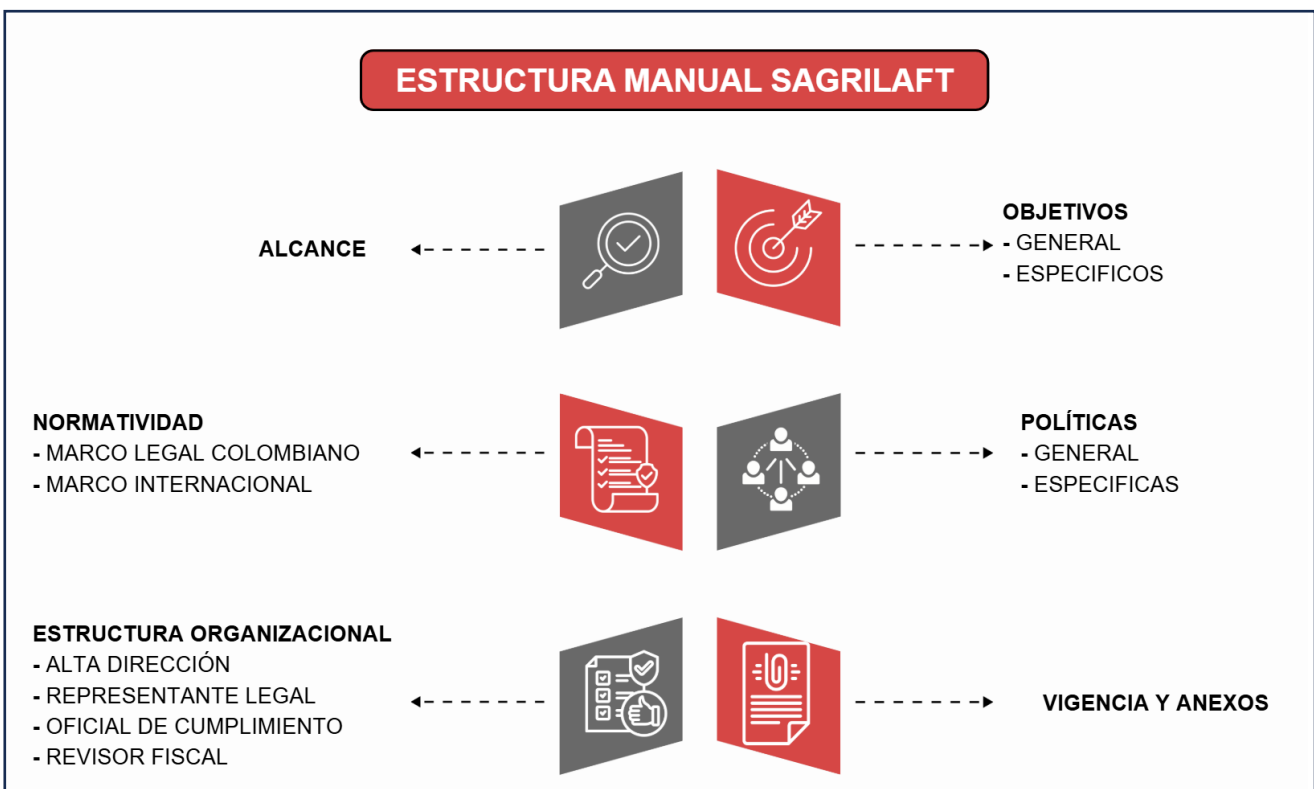 ESTRUCTURA MANUAL SAGRILAFT
ALCANCE
OBJETIVOS
- GENERAL
- ESPECIFICOS
NORMATIVIDAD
- MARCO LEGAL COLOMBIANO
- MARCO INTERNACIONAL
POLÍTICAS
- GENERAL
- ESPECIFICAS
ESTRUCTURA ORGANIZACIONAL
- ALTA DIRECCIÓN
- REPRESENTANTE LEGAL
- OFICIAL DE CUMPLIMIENTO
- REVISOR FISCAL
VIGENCIA Y ANEXOS